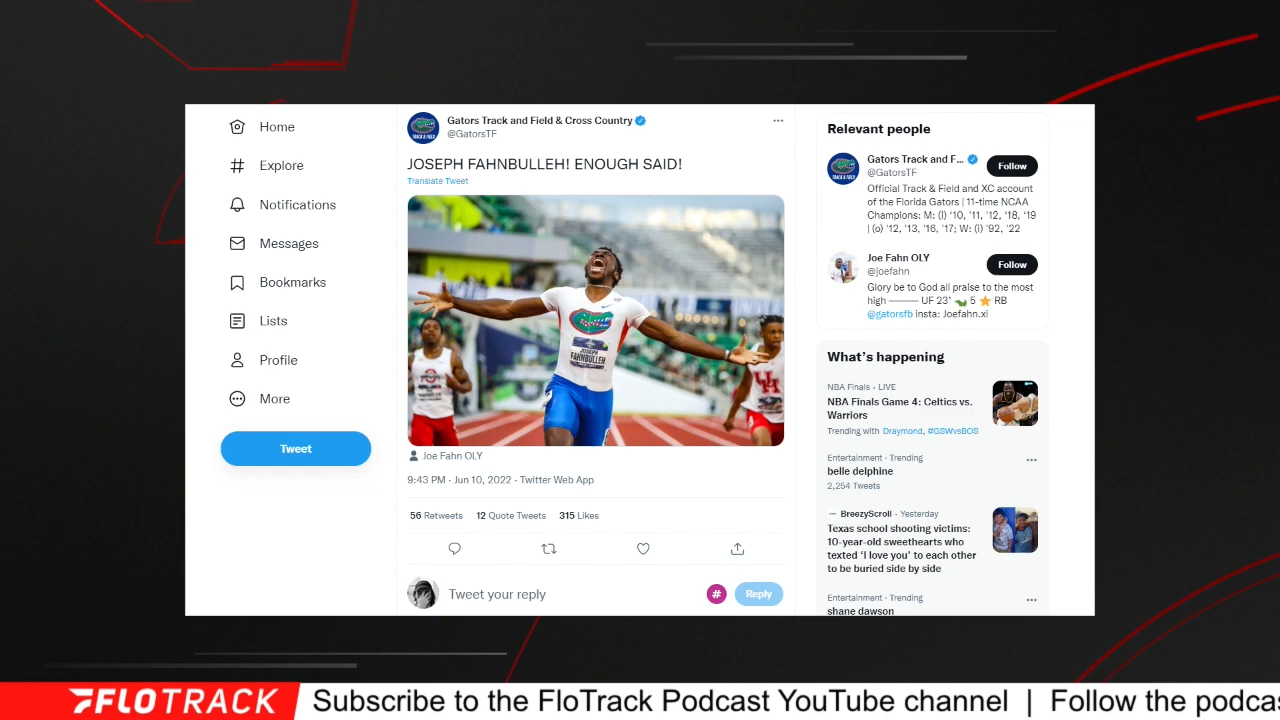 Home
Explore
Notifications
Messages
Bookmarks
Lists
Profile
More
Tweet
Gators Track and Field & Cross Country
@GatorsTF
JOSEPH FAHNBULLEH! ENOUGH SAID!
Translate Tweet
JOSEPH
FAHNBULLEH
Joe Fahn OLY
9:43 PM · Jun 10, 2022 · Twitter Web App
56 Retweets 12 Quote Tweets 315 Likes
Tweet your reply
#
Reply
Relevant people
Gators Track and F...
@GatorsTF
Follow
Official Track & Field and XC account
of the Florida Gators | 11-time NCAA
Champions: M: (I) '10, '11, '12, '18, '19
| (o) '12, '13, '16, '17; W: (i) '92, '22
Joe Fahn OLY
@joefahn
Follow
Glory be to God all praise to the most
high ——— UF 23” 🐊 5 ⭐ RB
@gatorsfb insta: Joefahn.xi
What's happening
NBA Finals · LIVE
NBA Finals Game 4: Celtics vs.
Warriors
Trending with Draymond, #GSWvsBOS
Entertainment · Trending
belle delphine
2,254 Tweets
BreezyScroll · Yesterday
Texas school shooting victims:
10-year-old sweethearts who
texted 'I love you' to each other
to be buried side by side
Entertainment · Trending
shane dawson
FLOTRACK
Subscribe to the FloTrack Podcast YouTube channel | Follow the podca